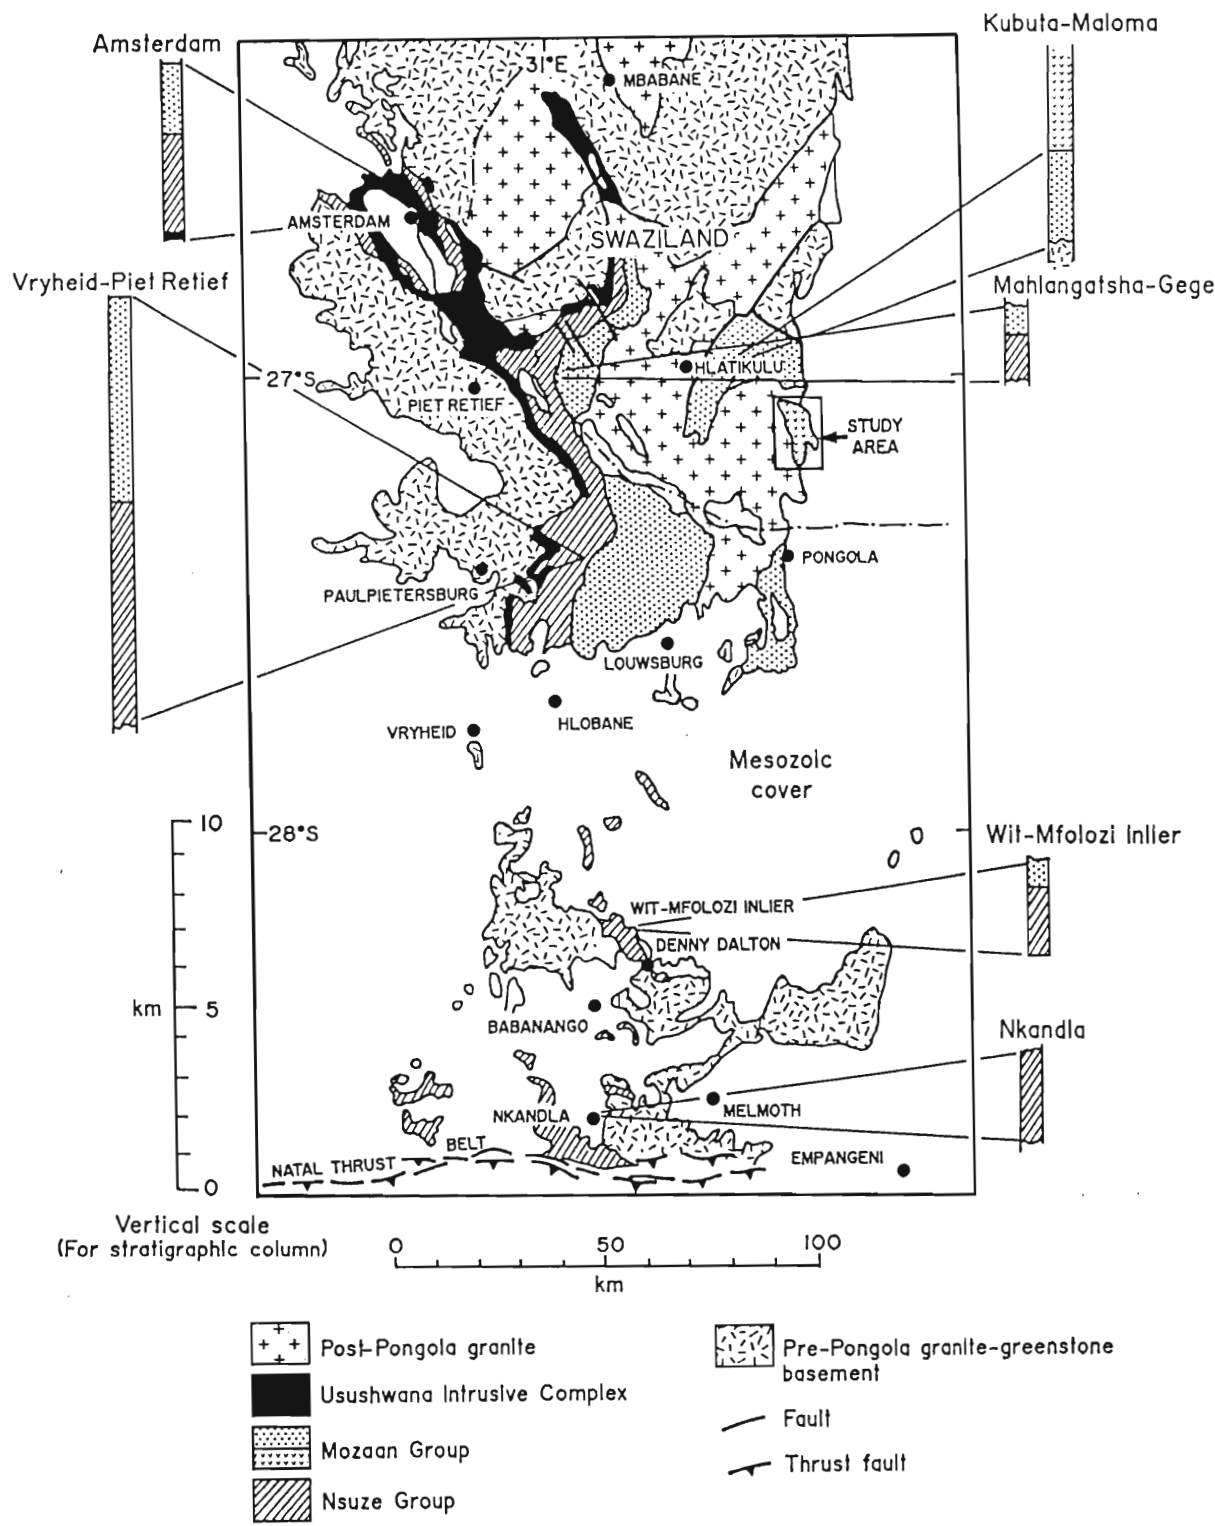 Kubuta-Maloma
Amsterdam
31°E
MBABANE
AMSTERDAM
SWAZILAND
Vryheid-Piet Retief
Mahlangatsha-Gege
HLATIKULU
27°S
PIET RETIEF
STUDY
AREA
PONGOLA
PAULPIETERSBURG
LOUWSBURG
HLOBANE
VRYHEID
Mesozoic
cover
10
28°S
Wit-Mfolozi Inlier
WIT-MFOLOZI INLIER
DENNY DALTON
km
5
BABANANGO
Nkandla
NKANDLA
MELMOTH
BELT
NATAL THRUST
EMPANGENI
0
Vertical scale
(For stratigraphic column)
0 50 100
km
Post-Pongola granite
Pre-Pongola granite-greenstone
basement
Usushwana Intrusive Complex
Fault
Mozaan Group
Thrust fault
Nsuze Group